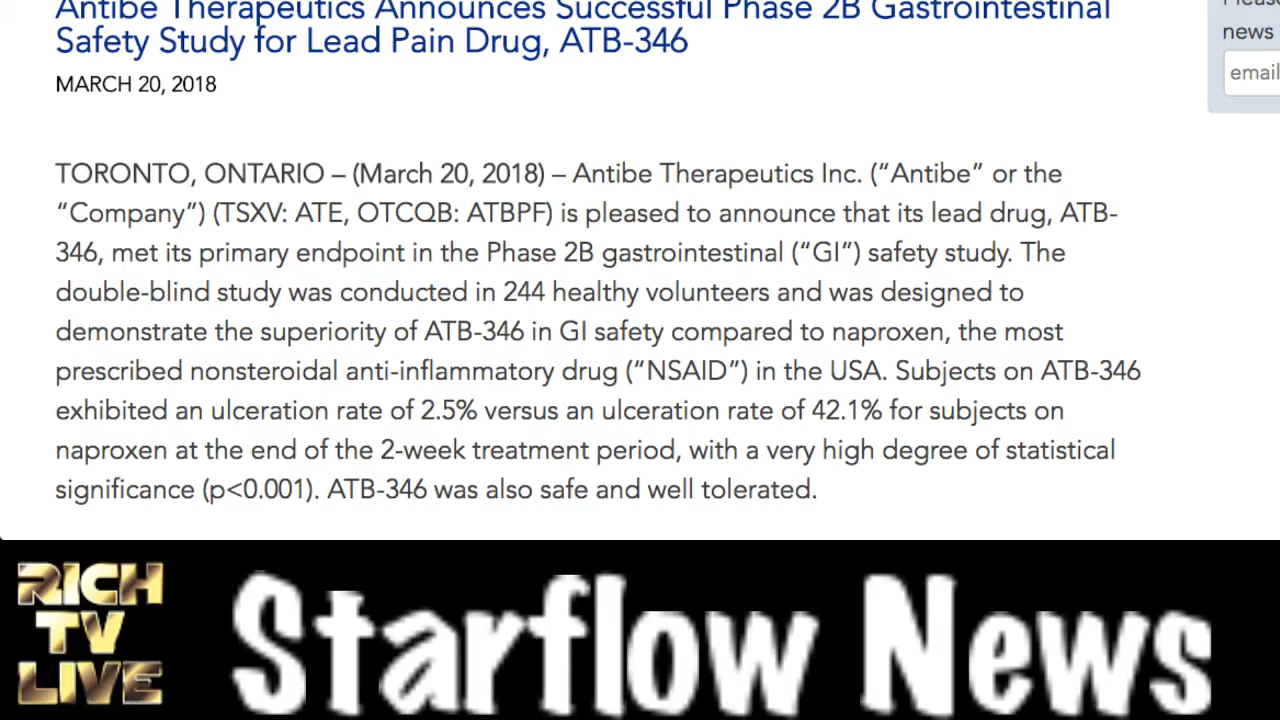 Antibe Therapeutics Announces Successful Phase 2B Gastrointestinal
Safety Study for Lead Pain Drug, ATB-346
MARCH 20, 2018
Please
news
email
TORONTO, ONTARIO – (March 20, 2018) – Antibe Therapeutics Inc. (“Antibe” or the
“Company”) (TSXV: ATE, OTCQB: ATBPF) is pleased to announce that its lead drug, ATB-
346, met its primary endpoint in the Phase 2B gastrointestinal (“GI”) safety study. The
double-blind study was conducted in 244 healthy volunteers and was designed to
demonstrate the superiority of ATB-346 in GI safety compared to naproxen, the most
prescribed nonsteroidal anti-inflammatory drug (“NSAID”) in the USA. Subjects on ATB-346
exhibited an ulceration rate of 2.5% versus an ulceration rate of 42.1% for subjects on
naproxen at the end of the 2-week treatment period, with a very high degree of statistical
significance (p<0.001). ATB-346 was also safe and well tolerated.
RICH
TV
LIVE
Starflow News